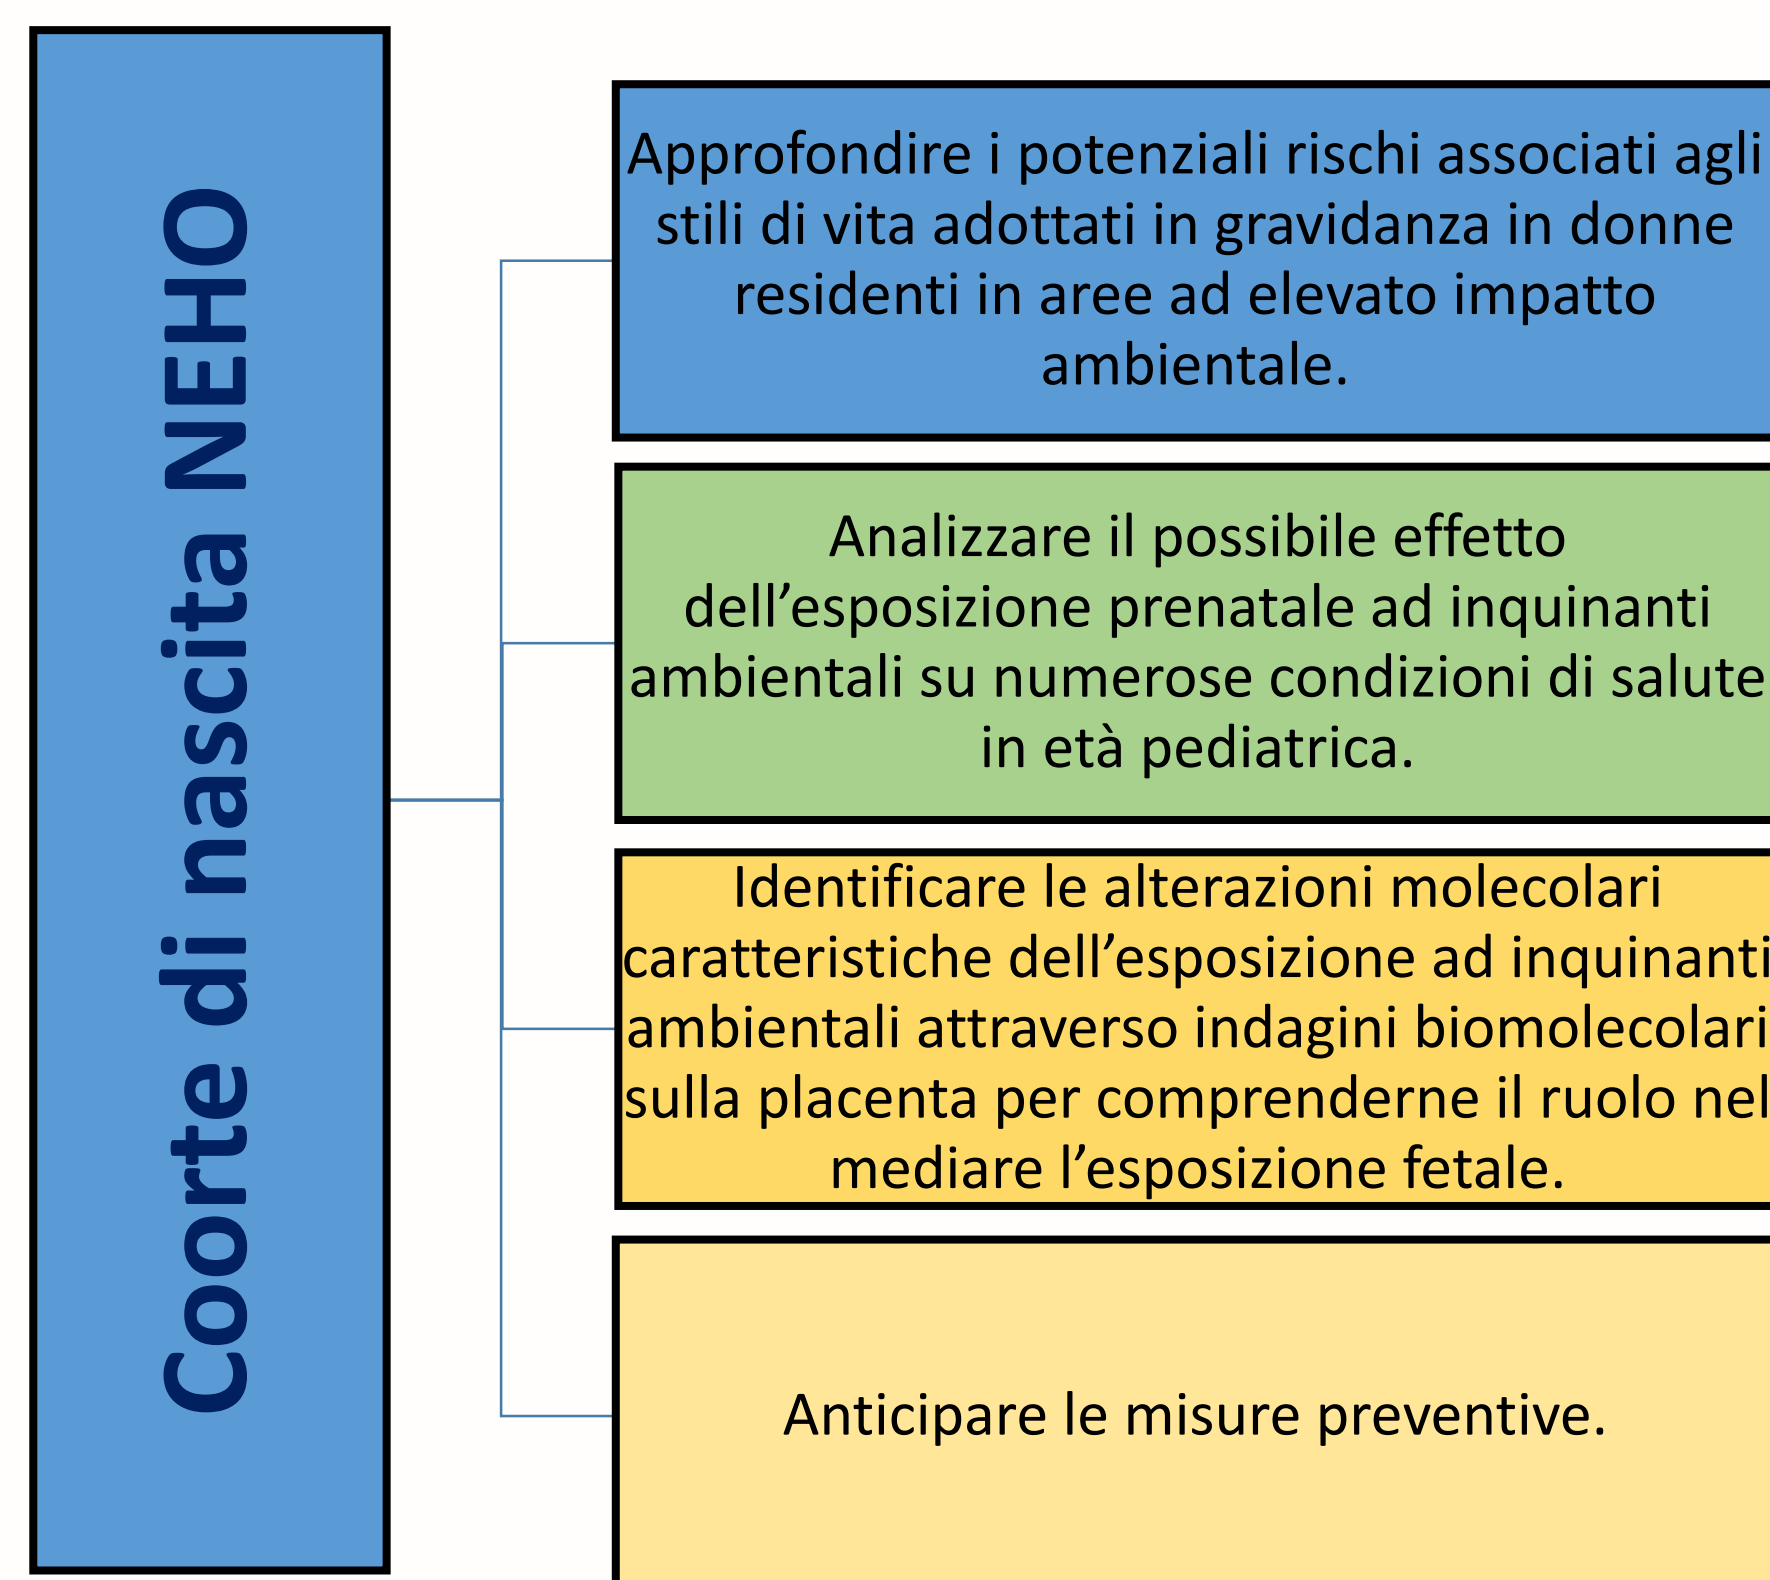 Coorte di nascita NEHO
Approfondire i potenziali rischi associati agli
stili di vita adottati in gravidanza in donne
residenti in aree ad elevato impatto
ambientale.
Analizzare il possibile effetto
dell’esposizione prenatale ad inquinanti
ambientali su numerose condizioni di salute
in età pediatrica.
Identificare le alterazioni molecolari
caratteristiche dell’esposizione ad inquinanti
ambientali attraverso indagini biomolecolari
sulla placenta per comprenderne il ruolo nel
mediare l’esposizione fetale.
Anticipare le misure preventive.